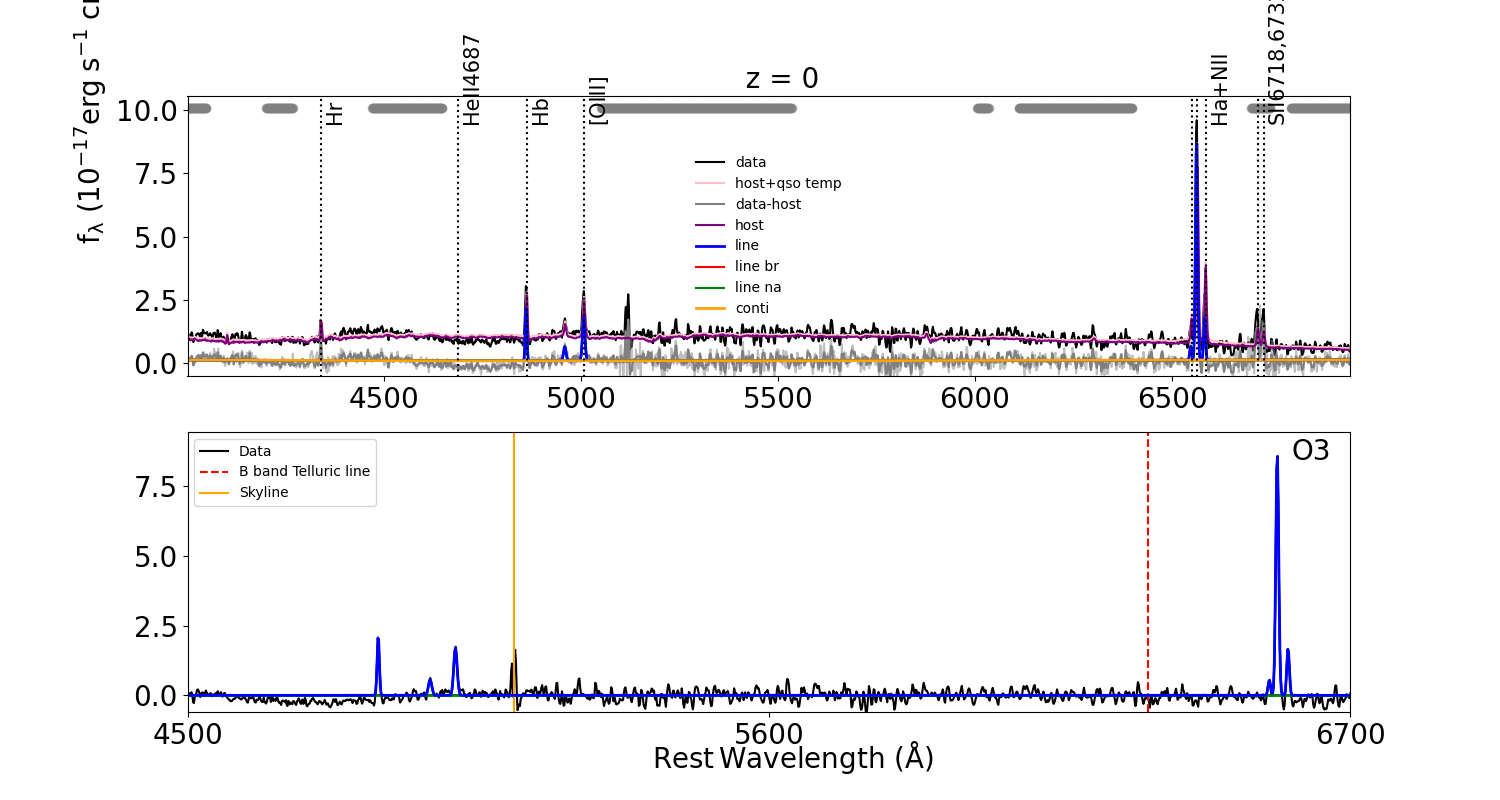 z = 0
f_λ (10^−17 erg s^−1
Hr
HeII4687
Hb
[OIII]
Ha+NII
SII6718,673
10.0
7.5
5.0
2.5
0.0
data
host+qso temp
data-host
host
line
line br
line na
conti
4500
5000
5500
6000
6500
Data
B band Telluric line
Skyline
O3
7.5
5.0
2.5
0.0
4500
5600
6700
Rest Wavelength (Å)